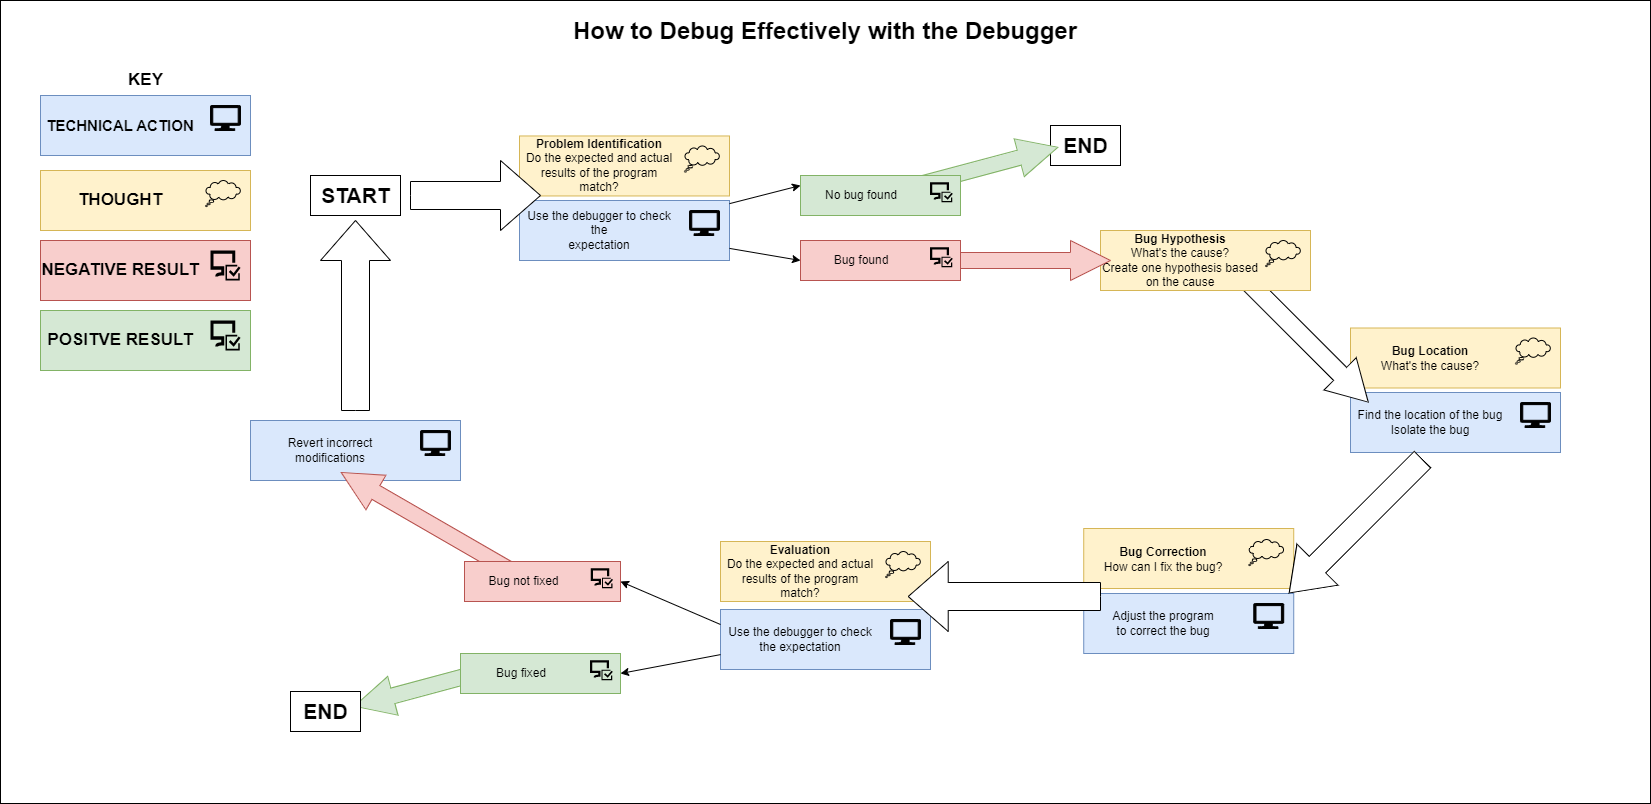 How to Debug Effectively with the Debugger
KEY
TECHNICAL ACTION
THOUGHT
NEGATIVE RESULT
POSITVE RESULT
START
Problem Identification
Do the expected and actual
results of the program
match?
Use the debugger to check
the
expectation
No bug found
END
Bug found
Bug Hypothesis
What's the cause?
Create one hypothesis based
on the cause
Bug Location
What's the cause?
Find the location of the bug
Isolate the bug
Bug Correction
How can I fix the bug?
Adjust the program
to correct the bug
Evaluation
Do the expected and actual
results of the program
match?
Use the debugger to check
the expectation
Bug not fixed
Revert incorrect
modifications
Bug fixed
END